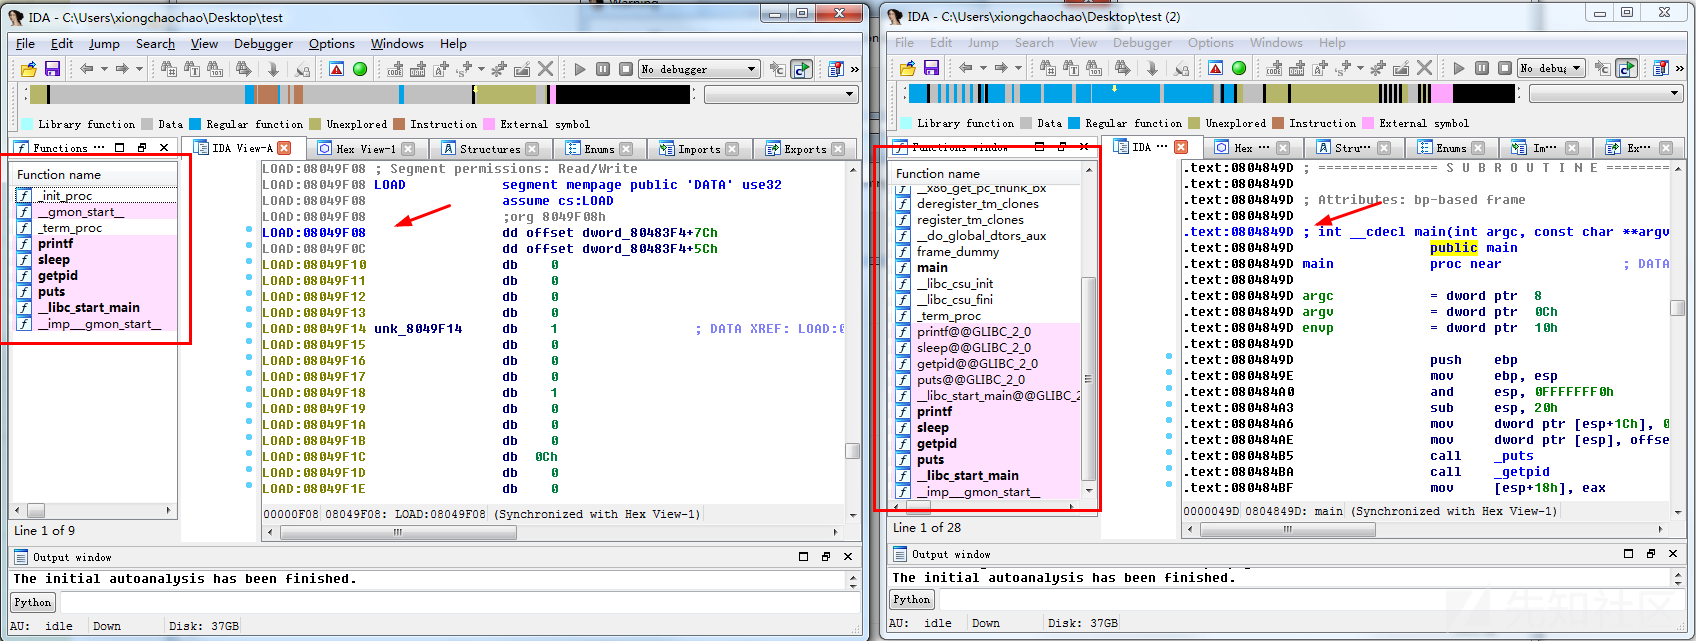 IDA - C:\Users\xiongchaochao\Desktop\test
File Edit Jump Search View Debugger Options Windows Help
No debugger
Library function Data Regular function Unexplored Instruction External symbol
Functions ···
IDA View-A
Hex View-1
Structures
Enums
Imports
Exports
Function name
_init_proc
__gmon_start__
_term_proc
printf
sleep
getpid
puts
__libc_start_main
__imp___gmon_start__
Line 1 of 9
LOAD:08049F08 ; Segment permissions: Read/Write
LOAD:08049F08 LOAD segment mempage public 'DATA' use32
LOAD:08049F08 assume cs:LOAD
LOAD:08049F08 ;org 8049F08h
LOAD:08049F08 dd offset dword_80483F4+7Ch
LOAD:08049F0C dd offset dword_80483F4+5Ch
LOAD:08049F10 db 0
LOAD:08049F11 db 0
LOAD:08049F12 db 0
LOAD:08049F13 db 0
LOAD:08049F14 unk_8049F14 db 1 ; DATA XREF: LOAD:0
LOAD:08049F15 db 0
LOAD:08049F16 db 0
LOAD:08049F17 db 0
LOAD:08049F18 db 1
LOAD:08049F19 db 0
LOAD:08049F1A db 0
LOAD:08049F1B db 0
LOAD:08049F1C db 0Ch
LOAD:08049F1D db 0
LOAD:08049F1E db 0
00000F08 08049F08: LOAD:08049F08 (Synchronized with Hex View-1)
Output window
The initial autoanalysis has been finished.
Python
AU: idle Down Disk: 37GB
IDA - C:\Users\xiongchaochao\Desktop\test (2)
File Edit Jump Search View Debugger Options Windows Help
No debug
Library function Data Regular function Unexplored Instruction External symbol
Functions window
IDA ···
Hex ···
Stru···
Enums
Im···
Ex···
Function name
__x86_get_pc_thunk_bx
deregister_tm_clones
register_tm_clones
__do_global_dtors_aux
frame_dummy
main
__libc_csu_init
__libc_csu_fini
_term_proc
printf@@GLIBC_2_0
sleep@@GLIBC_2_0
getpid@@GLIBC_2_0
puts@@GLIBC_2_0
__libc_start_main@@GLIBC_2
printf
sleep
getpid
puts
__libc_start_main
__imp___gmon_start__
Line 1 of 28
.text:0804849D ; =============== S U B R O U T I N E =======
.text:0804849D
.text:0804849D ; Attributes: bp-based frame
.text:0804849D
.text:0804849D ; int __cdecl main(int argc, const char **argv
.text:0804849D public main
.text:0804849D main proc near ; DATA
.text:0804849D
.text:0804849D argc = dword ptr 8
.text:0804849D argv = dword ptr 0Ch
.text:0804849D envp = dword ptr 10h
.text:0804849D
.text:0804849D push ebp
.text:0804849E mov ebp, esp
.text:080484A0 and esp, 0FFFFFFF0h
.text:080484A3 sub esp, 20h
.text:080484A6 mov dword ptr [esp+1Ch], 0
.text:080484AE mov dword ptr [esp], offse
.text:080484B5 call _puts
.text:080484BA call _getpid
.text:080484BF mov [esp+18h], eax
0000049D 0804849D: main (Synchronized with Hex View-1)
Output window
The initial autoanalysis has been finished.
Python
AU: idle Down Disk: 37GB
先知社区